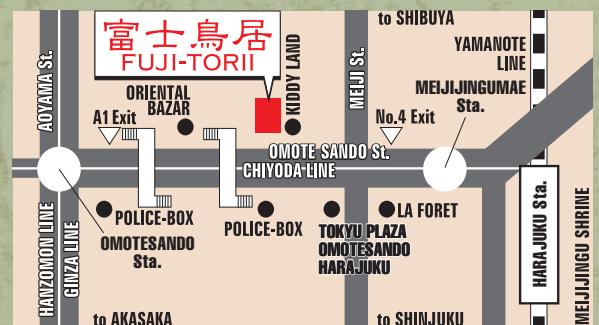 to SHIBUYA
富士鳥居
FUJI-TORII
YAMANOTE
LINE
AOYAMA St.
MEIJI St.
KIDDY LAND
ORIENTAL
BAZAR
MEIJIJINGUMAE
Sta.
A1 Exit
No.4 Exit
OMOTE SANDO St.
CHIYODA LINE
HARAJUKU Sta.
MEIJIJINGU SHRINE
HANZOMON LINE
GINZA LINE
POLICE-BOX
POLICE-BOX
LA FORET
OMOTESANDO
Sta.
TOKYU PLAZA
OMOTESANDO
HARAJUKU
to AKASAKA
to SHINJUKU